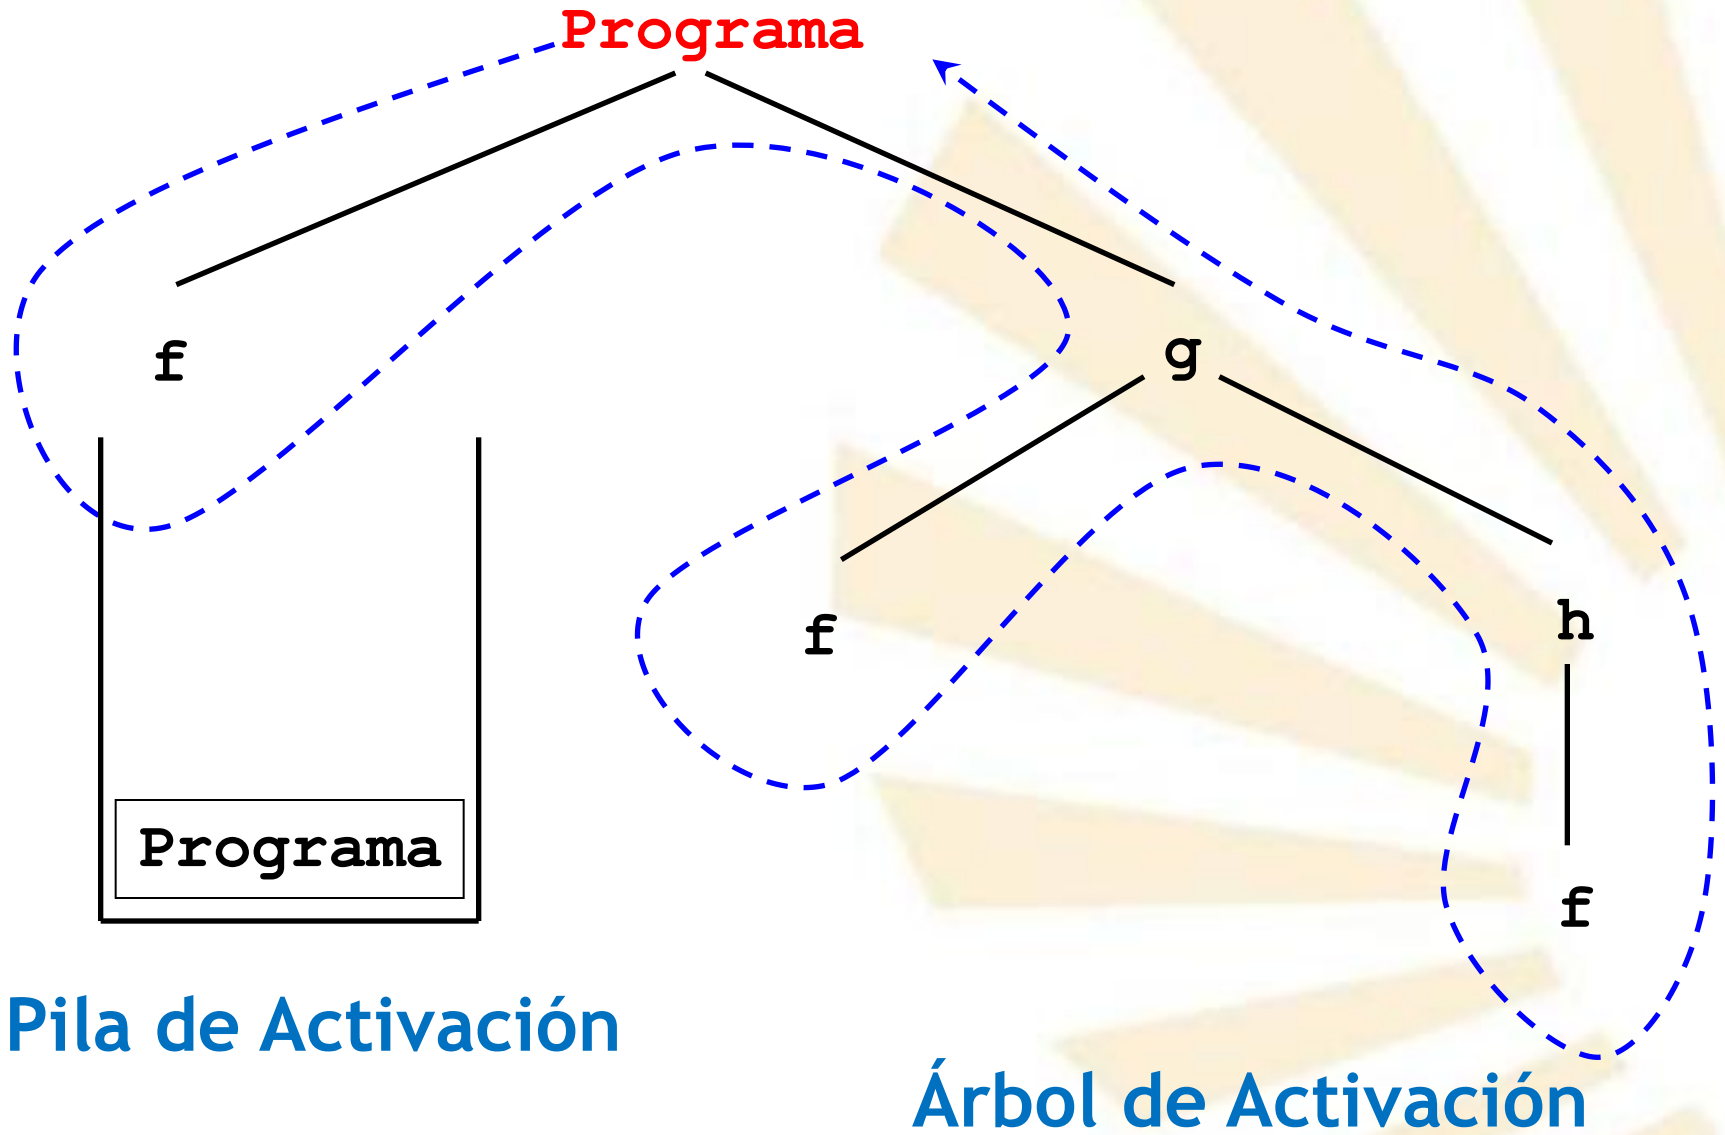 Programa
f
g
f
h
Programa
f
Pila de Activación
Árbol de Activación